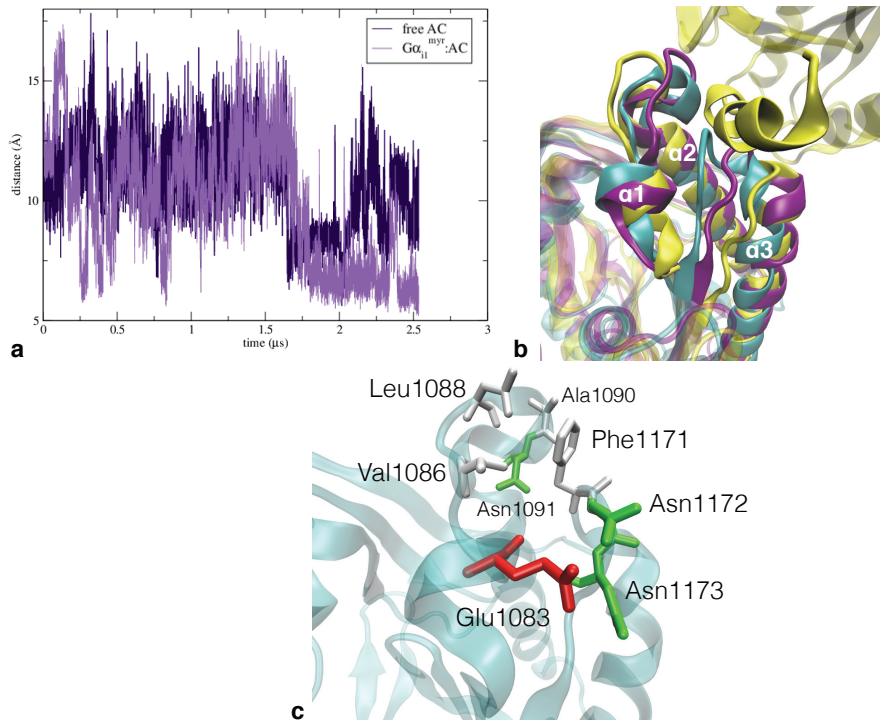 free AC
Gα_i1^myr:AC
15
10
5
distance (Å)
0
0.5
1
1.5
2
2.5
3
time (µs)
a
α1
α2
α3
b
Leu1088
Ala1090
Phe1171
Val1086
Asn1091
Asn1172
Glu1083
Asn1173
c